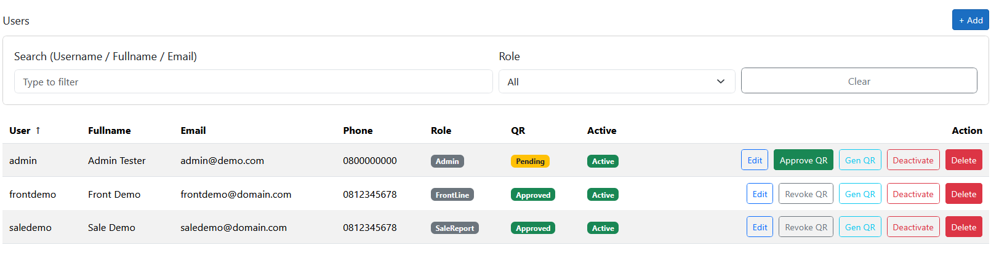 Users + Add
Search (Username / Fullname / Email) Role
Type to filter All Clear
User ↑ Fullname Email Phone Role QR Active Action
admin Admin Tester admin@demo.com 0800000000 Admin Pending Active Edit Approve QR Gen QR Deactivate Delete
frontdemo Front Demo frontdemo@domain.com 0812345678 FrontLine Approved Active Edit Revoke QR Gen QR Deactivate Delete
saledemo Sale Demo saledemo@domain.com 0812345678 SaleReport Approved Active Edit Revoke QR Gen QR Deactivate Delete